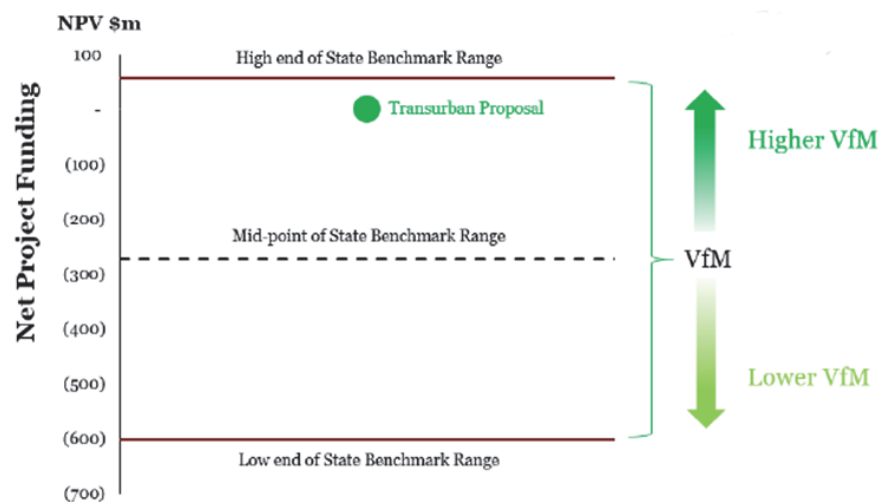 NPV $m
100
High end of State Benchmark Range
-
Transurban Proposal
(100)
Higher VfM
(200)
Mid-point of State Benchmark Range
VfM
(300)
(400)
(500)
Lower VfM
(600)
Low end of State Benchmark Range
(700)
Net Project Funding